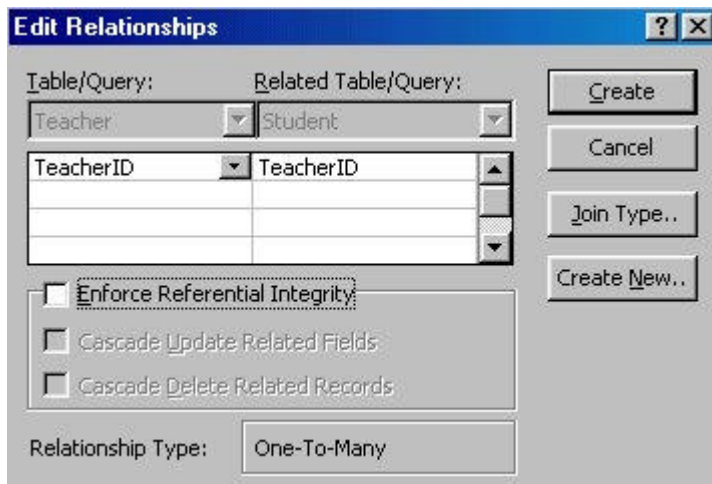 Edit Relationships
Table/Query: Related Table/Query:
Teacher Student
TeacherID TeacherID
Enforce Referential Integrity
Cascade Update Related Fields
Cascade Delete Related Records
Relationship Type: One-To-Many
Create
Cancel
Join Type..
Create New..